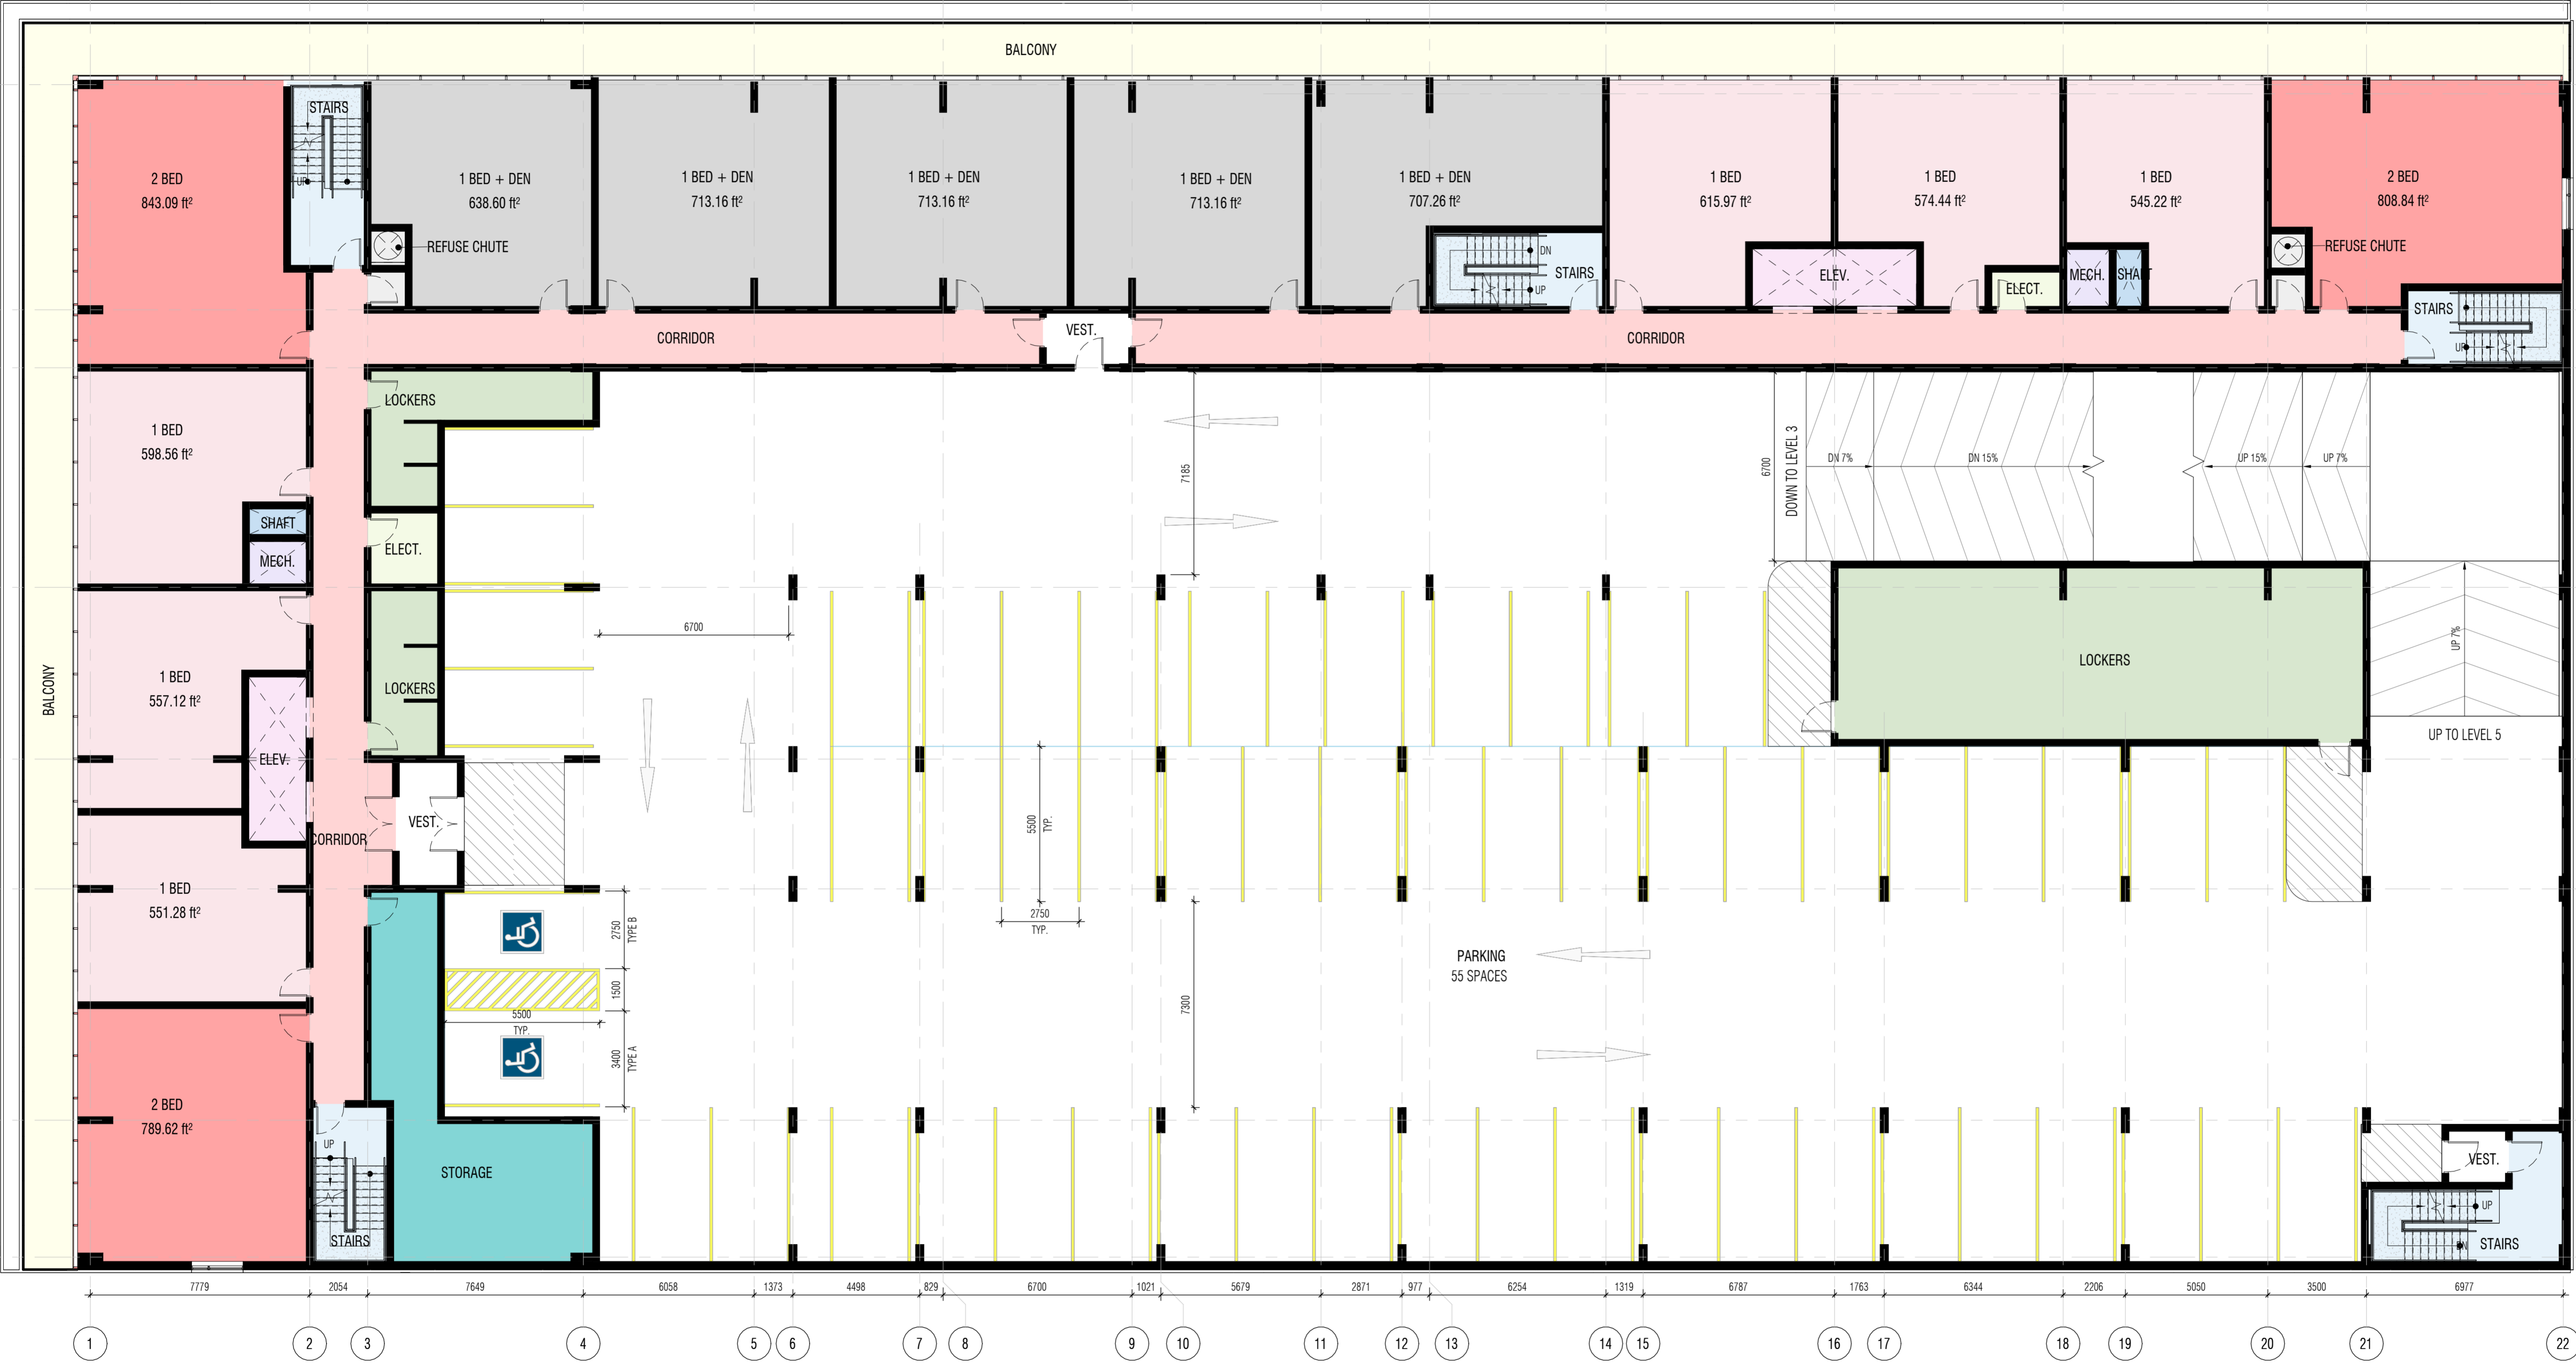 BALCONY
STAIRS
UP
2 BED
843.09 ft²
1 BED + DEN
638.60 ft²
1 BED + DEN
713.16 ft²
1 BED + DEN
713.16 ft²
1 BED + DEN
713.16 ft²
1 BED + DEN
707.26 ft²
1 BED
615.97 ft²
1 BED
574.44 ft²
1 BED
545.22 ft²
2 BED
808.84 ft²
REFUSE CHUTE
DN
STAIRS
UP
ELEV.
ELECT.
MECH.
SHAFT
REFUSE CHUTE
STAIRS
UP
CORRIDOR
VEST.
CORRIDOR
LOCKERS
1 BED
598.56 ft²
SHAFT
MECH.
ELECT.
7185
6700
DOWN TO LEVEL 3
DN 7%
DN 15%
UP 15%
UP 7%
6700
UP 7%
LOCKERS
UP TO LEVEL 5
BALCONY
1 BED
557.12 ft²
LOCKERS
ELEV.
CORRIDOR
VEST.
5500
TYP.
1 BED
551.28 ft²
2750
TYPE B
2750
TYP.
1500
5500
TYP.
3400
TYPE A
PARKING
55 SPACES
7300
2 BED
789.62 ft²
UP
STAIRS
STORAGE
VEST.
UP
DN
STAIRS
7779 2054 7649 6058 1373 4498 829 6700 1021 5679 2871 977 6254 1319 6787 1763 6344 2206 5050 3500 6977
1 2 3 4 5 6 7 8 9 10 11 12 13 14 15 16 17 18 19 20 21 22